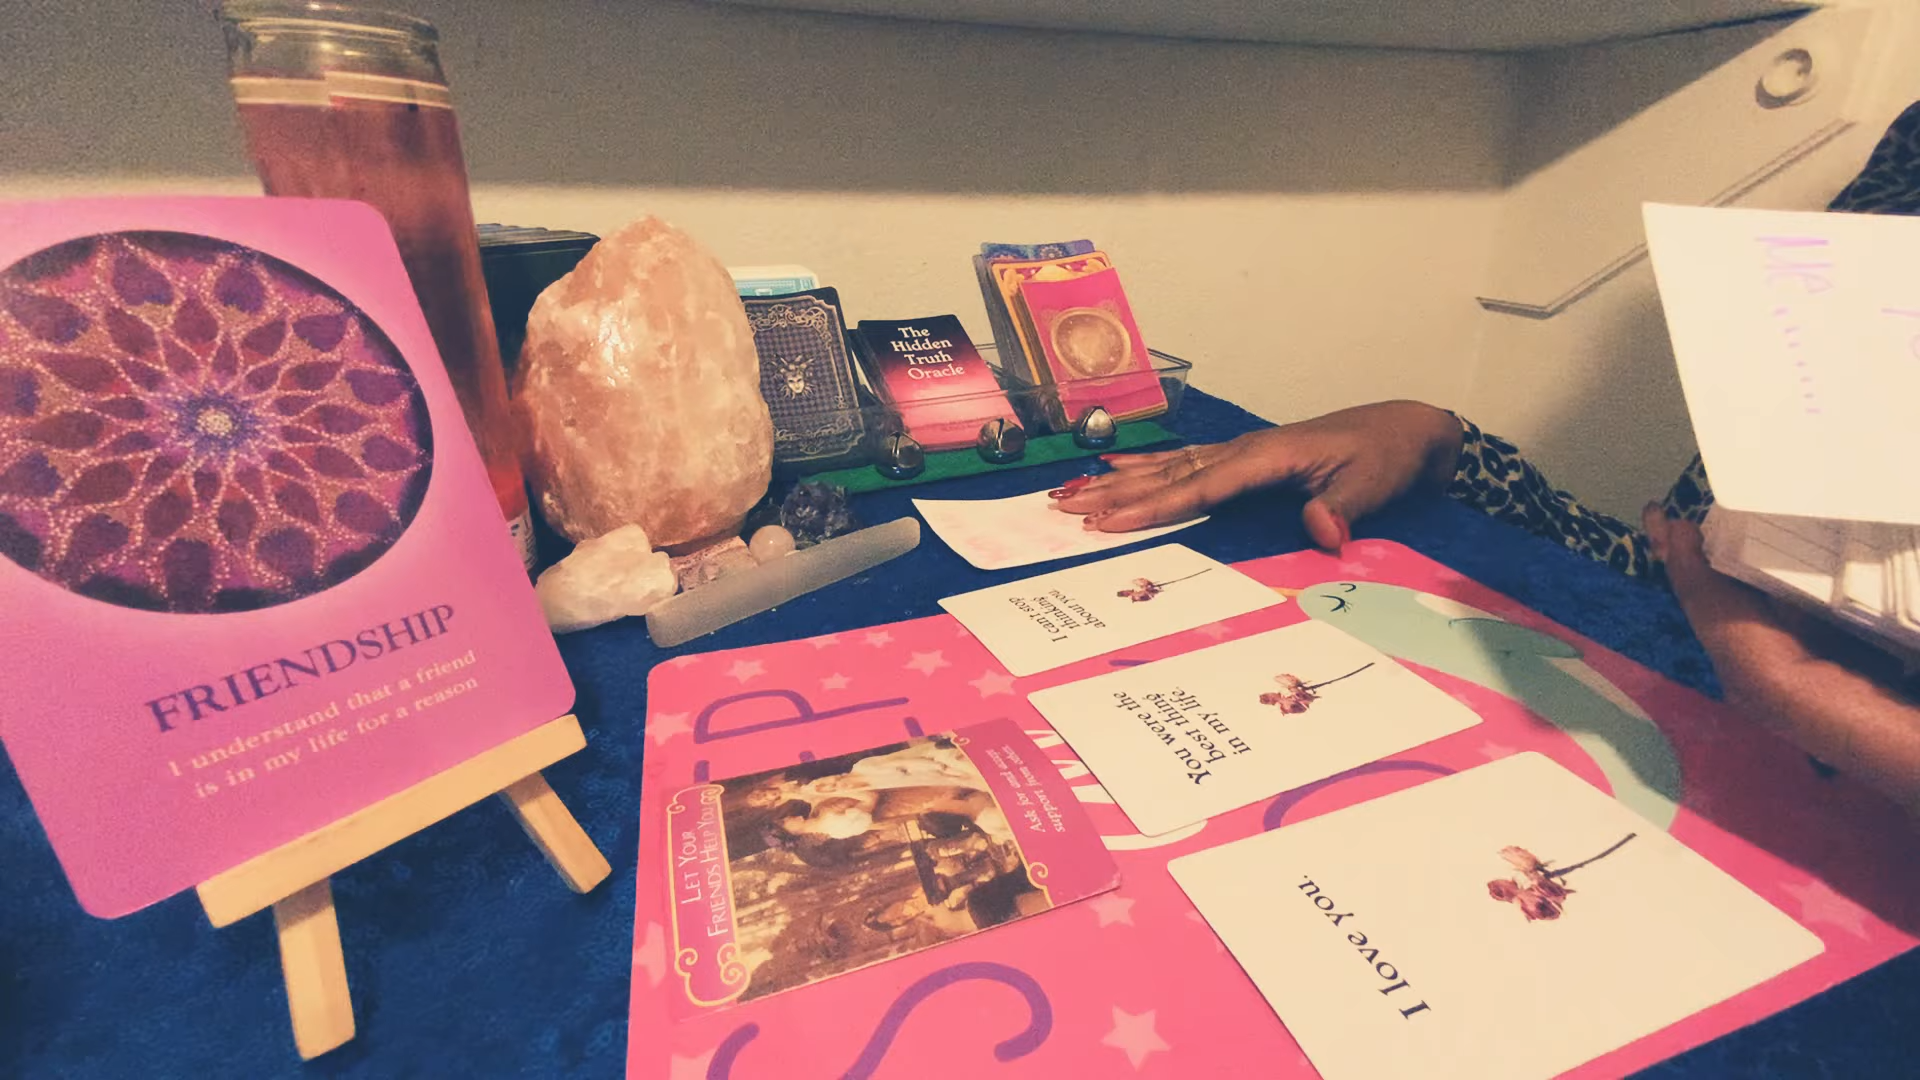 FRIENDSHIP
I understand that a friend
is in my life for a reason
The
Hidden
Truth
Oracle
ME
I can't stop
thinking
about you.
You were the
best thing
in my life.
I love you.
LET YOUR
FRIENDS HELP YOU
Ask for and accept
support from others.